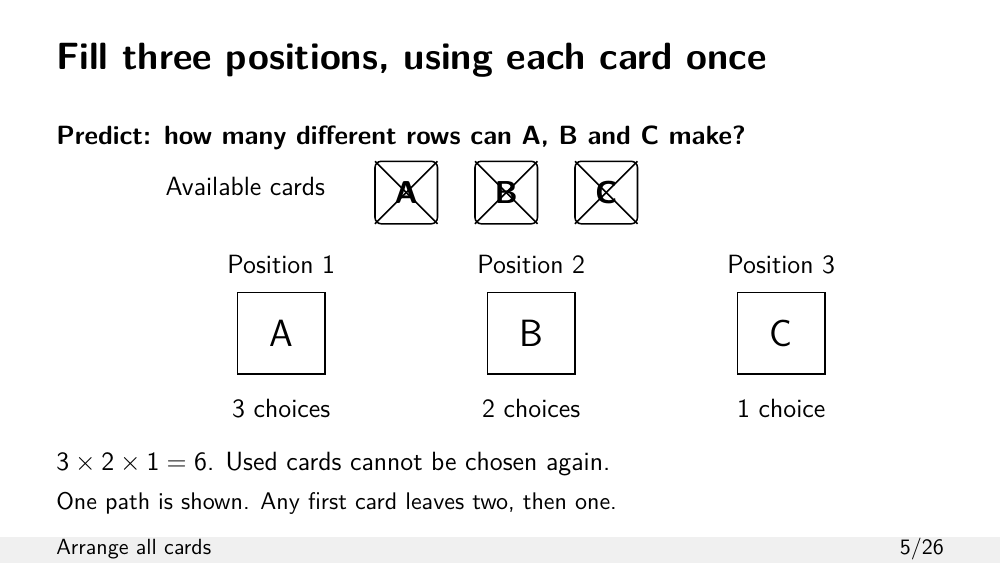 Fill three positions, using each card once
Predict: how many different rows can A, B and C make?
Available cards A B C
Position 1 Position 2 Position 3
A B C
3 choices 2 choices 1 choice
3 × 2 × 1 = 6. Used cards cannot be chosen again.
One path is shown. Any first card leaves two, then one.
Arrange all cards 5/26